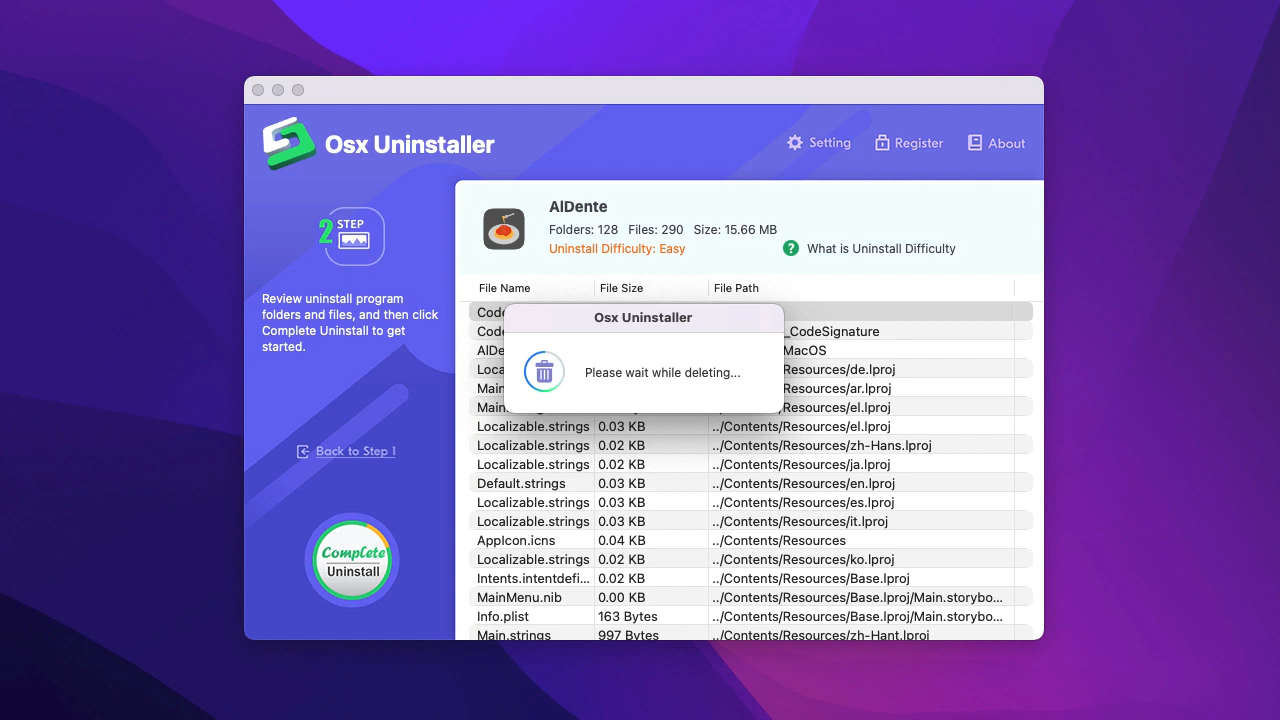 Osx Uninstaller
Setting
Register
About
2 STEP
Review uninstall program
folders and files, and then click
Complete Uninstall to get
started.
Back to Step 1
Complete
Uninstall
AlDente
Folders: 128 Files: 290 Size: 15.66 MB
Uninstall Difficulty: Easy
? What is Uninstall Difficulty
File Name File Size File Path
Osx Uninstaller
Please wait while deleting...
_CodeSignature
MacOS
Resources/de.lproj
Resources/ar.lproj
Resources/el.lproj
Localizable.strings 0.03 KB ../Contents/Resources/el.lproj
Localizable.strings 0.02 KB ../Contents/Resources/zh-Hans.lproj
Localizable.strings 0.02 KB ../Contents/Resources/ja.lproj
Default.strings 0.03 KB ../Contents/Resources/en.lproj
Localizable.strings 0.03 KB ../Contents/Resources/es.lproj
Localizable.strings 0.03 KB ../Contents/Resources/it.lproj
AppIcon.icns 0.04 KB ../Contents/Resources
Localizable.strings 0.02 KB ../Contents/Resources/ko.lproj
Intents.intentdefi... 0.02 KB ../Contents/Resources/Base.lproj
MainMenu.nib 0.00 KB ../Contents/Resources/Base.lproj/Main.storybo...
Info.plist 163 Bytes ../Contents/Resources/Base.lproj/Main.storybo...
Main.strings 997 Bytes ../Contents/Resources/zh-Hant.lproj